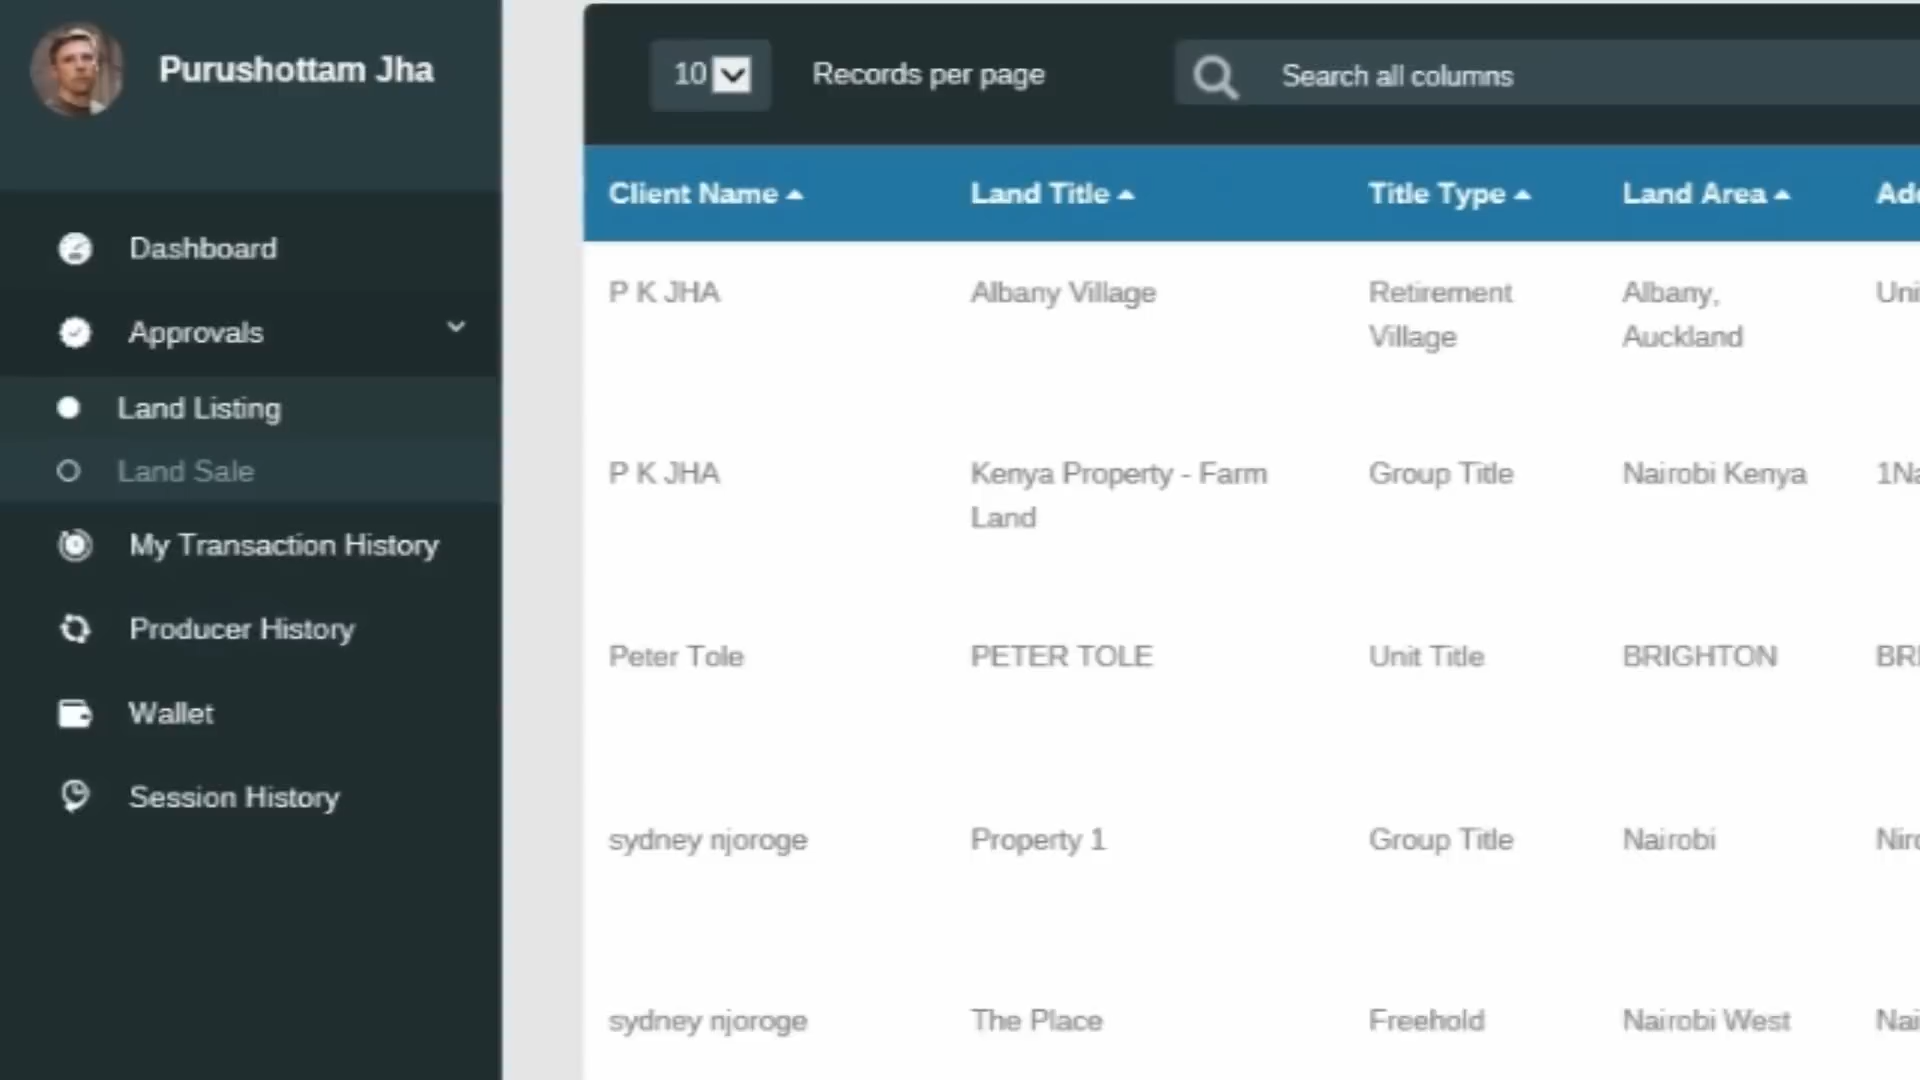 Purushottam Jha
Dashboard
Approvals
Land Listing
Land Sale
My Transaction History
Producer History
Wallet
Session History
10 Records per page Search all columns
Client Name Land Title Title Type Land Area
P K JHA Albany Village Retirement Albany,
Village Auckland
P K JHA Kenya Property - Farm Group Title Nairobi Kenya
Land
Peter Tole PETER TOLE Unit Title BRIGHTON
sydney njoroge Property 1 Group Title Nairobi
sydney njoroge The Place Freehold Nairobi West